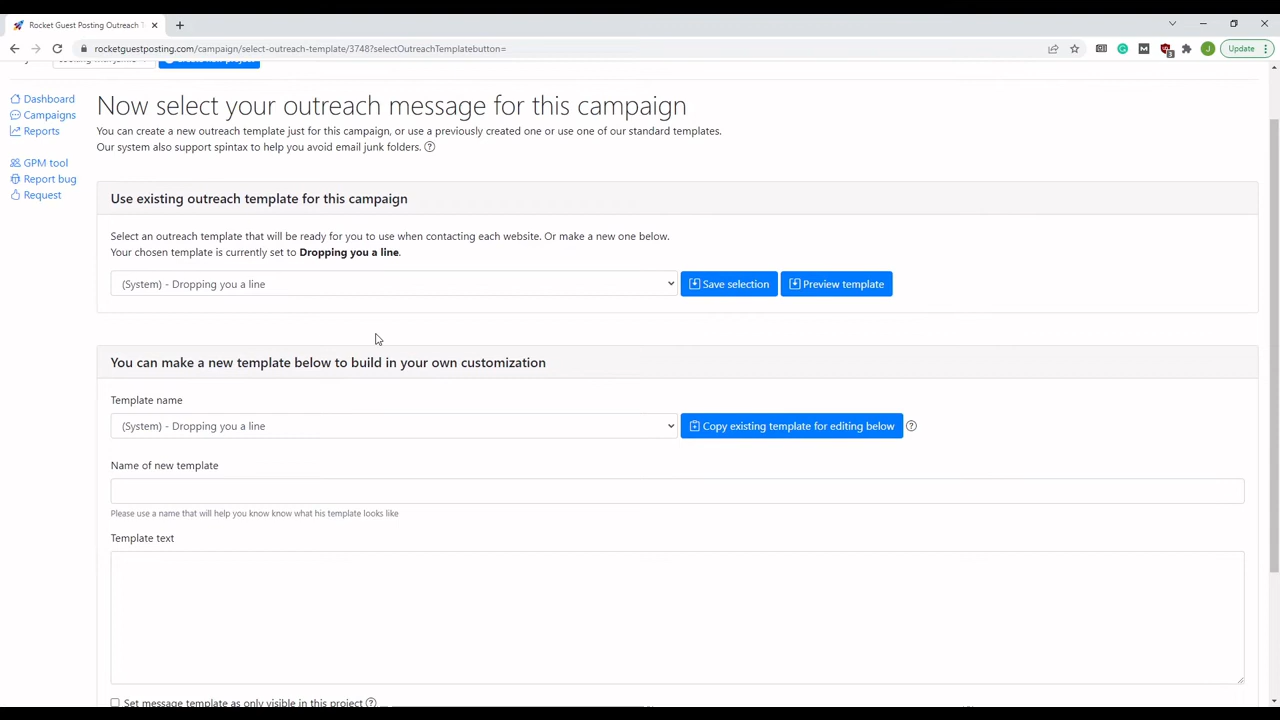 Rocket Guest Posting Outreach T
rocketguestposting.com/campaign/select-outreach-template/3748?selectOutreachTemplatebutton=
J
Update
3
Dashboard
Campaigns
Reports
GPM tool
Report bug
Request
Now select your outreach message for this campaign
You can create a new outreach template just for this campaign, or use a previously created one or use one of our standard templates.
Our system also support spintax to help you avoid email junk folders.
Use existing outreach template for this campaign
Select an outreach template that will be ready for you to use when contacting each website. Or make a new one below.
Your chosen template is currently set to Dropping you a line.
(System) - Dropping you a line
Save selection
Preview template
You can make a new template below to build in your own customization
Template name
(System) - Dropping you a line
Copy existing template for editing below
Name of new template
Please use a name that will help you know know what his template looks like
Template text
Set message template as only visible in this project